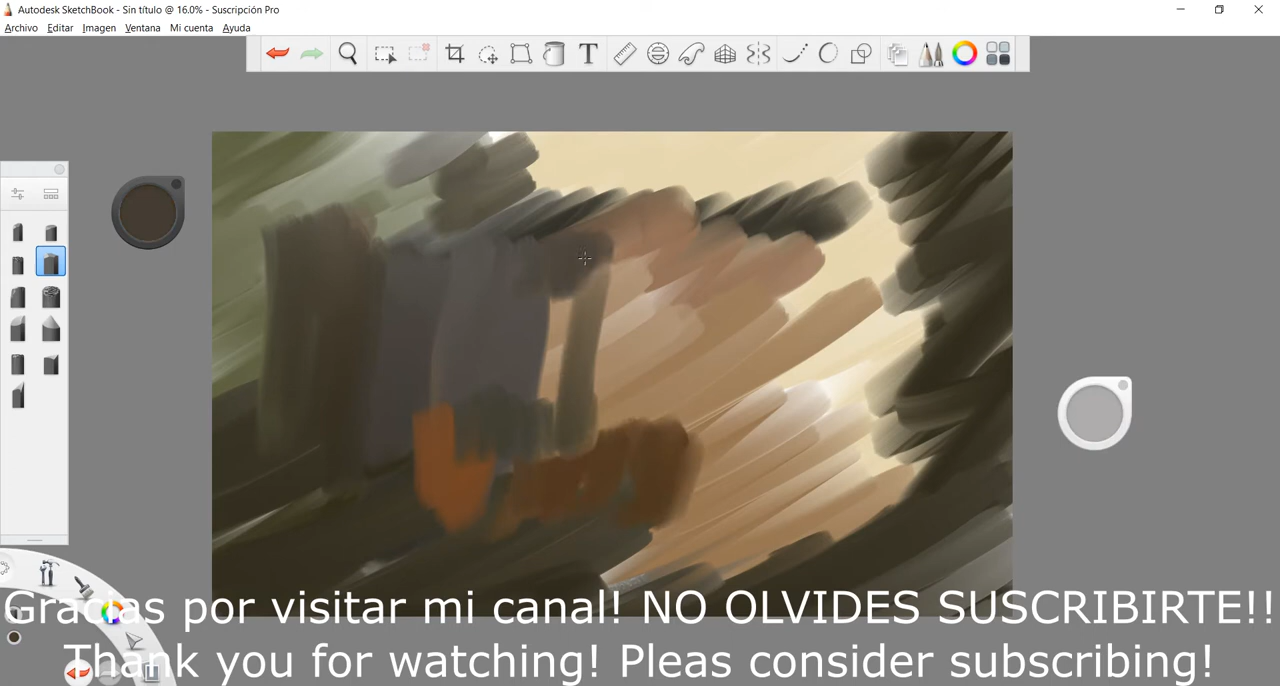 Autodesk SketchBook - Sin título @ 16.0% - Suscripción Pro
Archivo Editar Imagen Ventana Mi cuenta Ayuda
T
Gracias por visitar mi canal! NO OLVIDES SUSCRIBIRTE!!
Thank you for watching! Pleas consider subscribing!